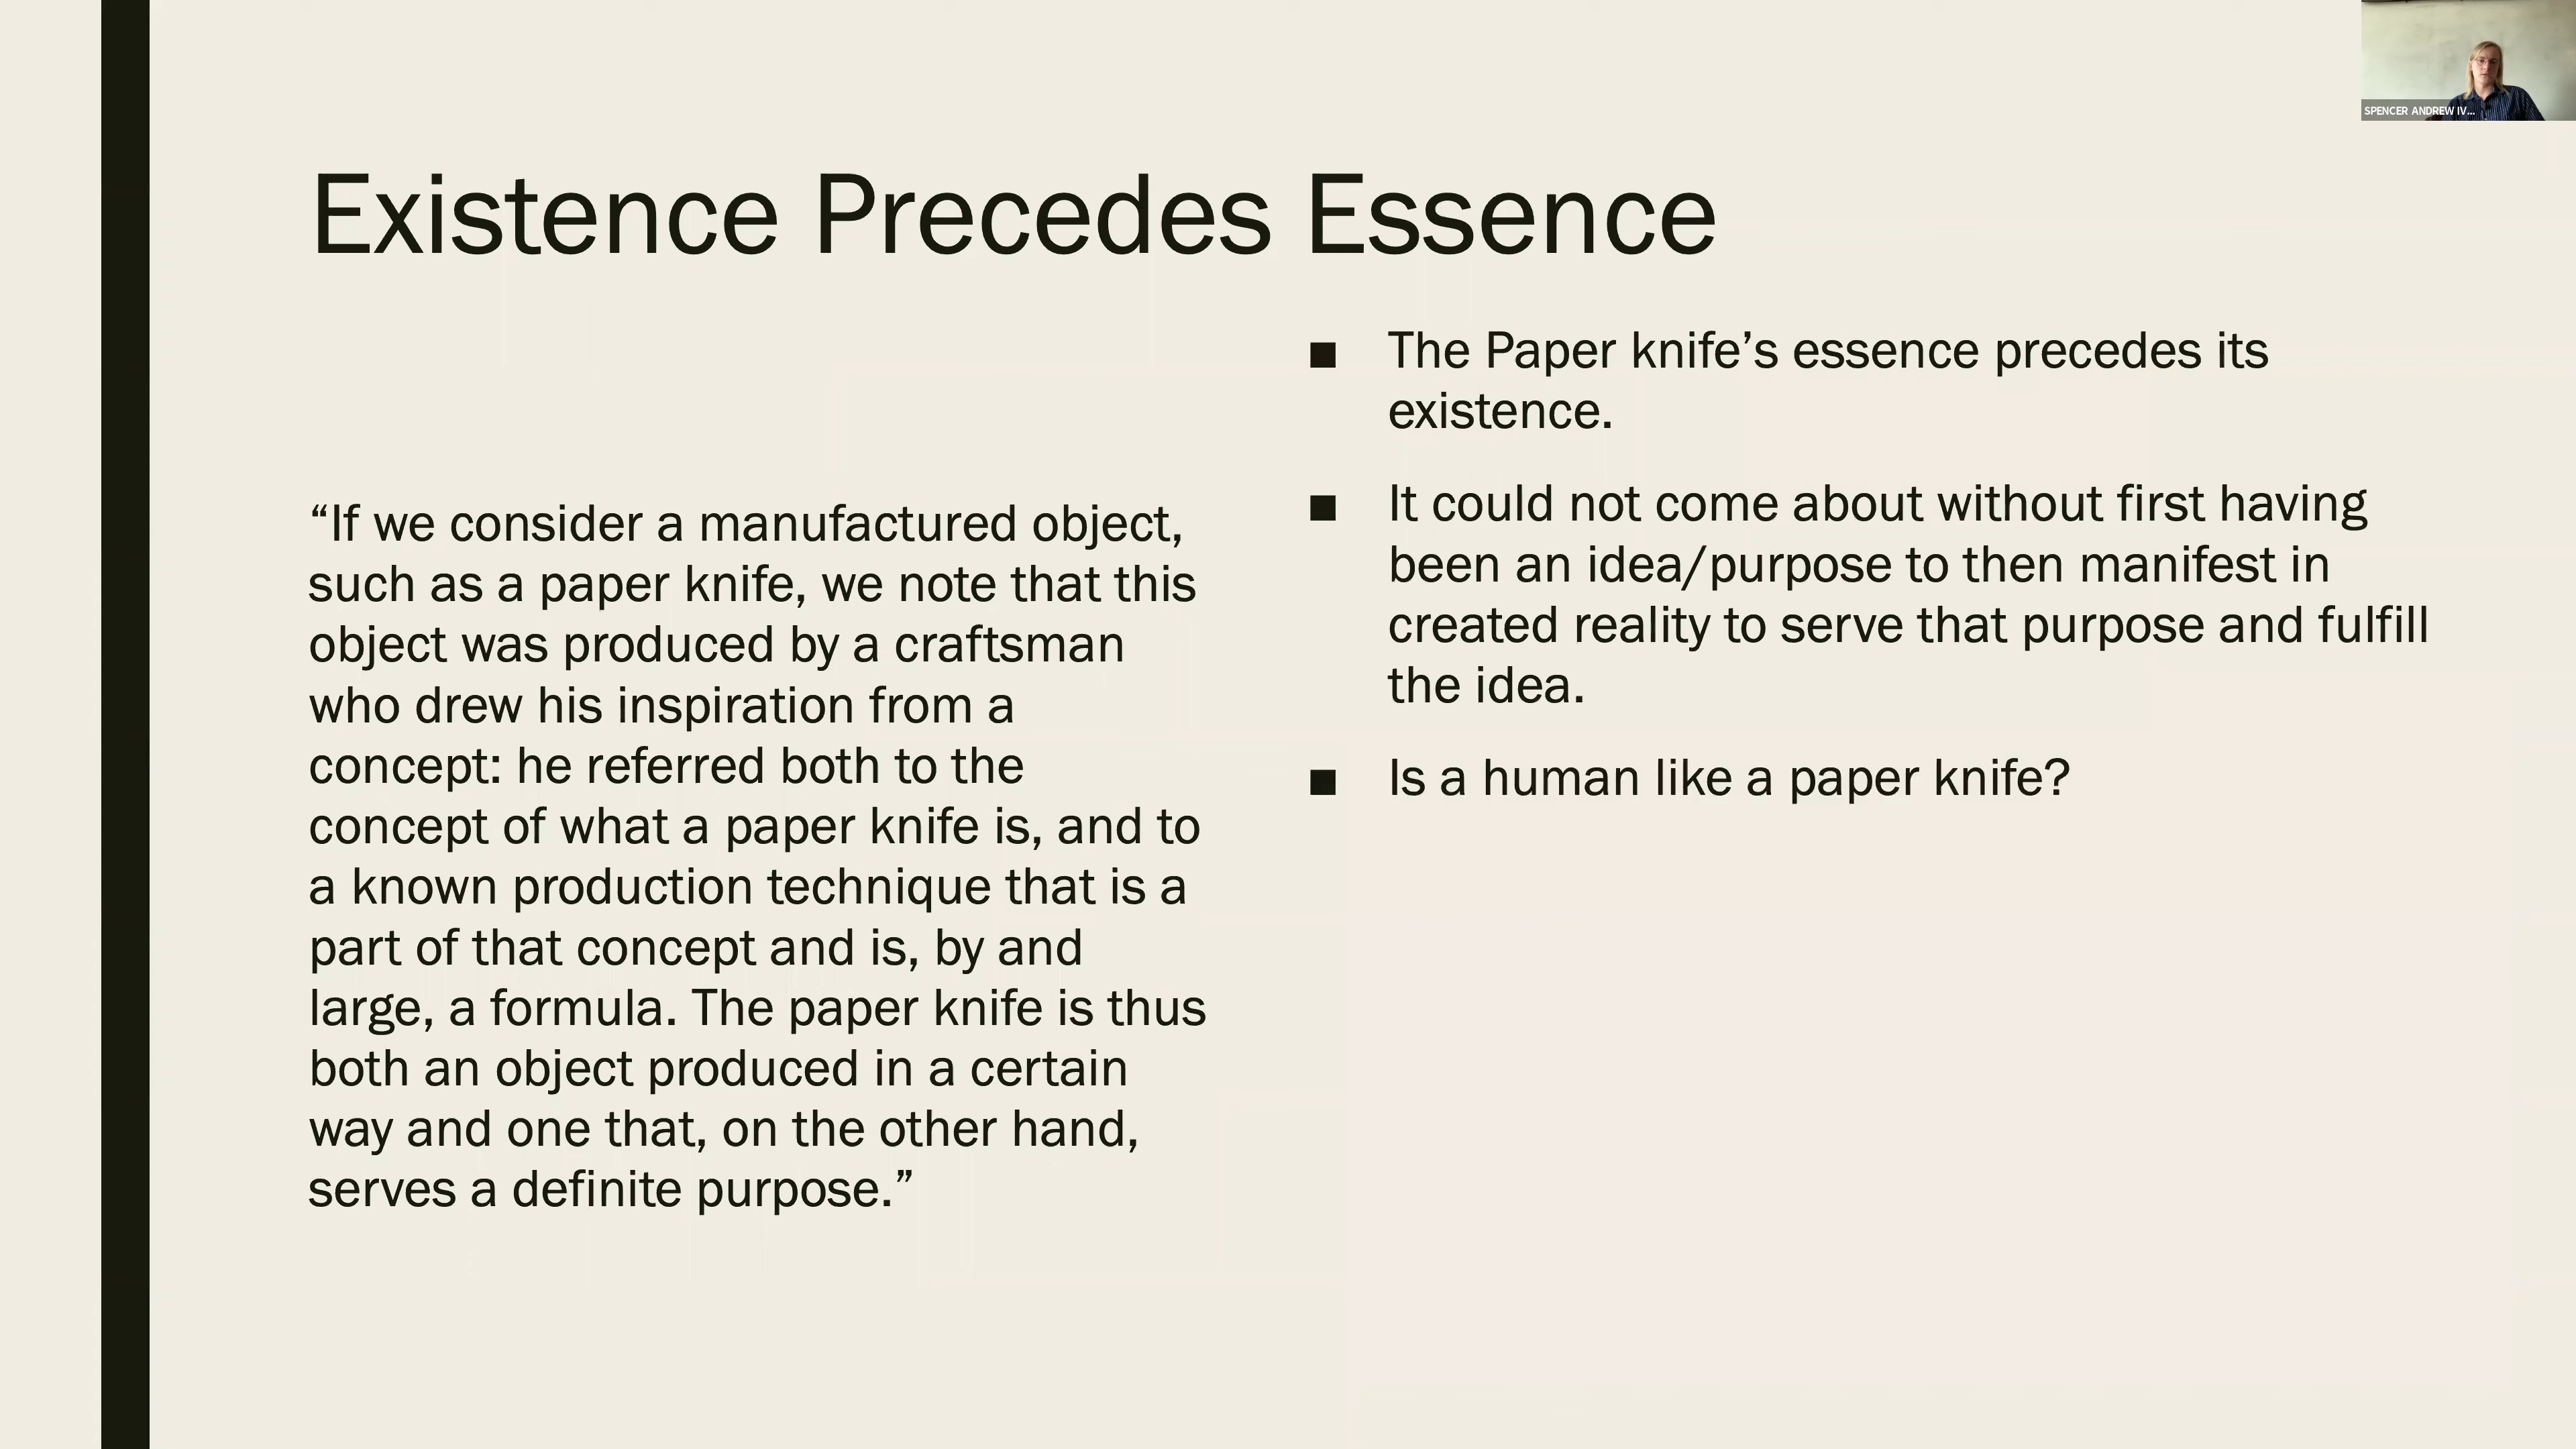 SPENCER ANDREW IV...
Existence Precedes Essence
“If we consider a manufactured object,
such as a paper knife, we note that this
object was produced by a craftsman
who drew his inspiration from a
concept: he referred both to the
concept of what a paper knife is, and to
a known production technique that is a
part of that concept and is, by and
large, a formula. The paper knife is thus
both an object produced in a certain
way and one that, on the other hand,
serves a definite purpose.”
■ The Paper knife’s essence precedes its
existence.
■ It could not come about without first having
been an idea/purpose to then manifest in
created reality to serve that purpose and fulfill
the idea.
■ Is a human like a paper knife?